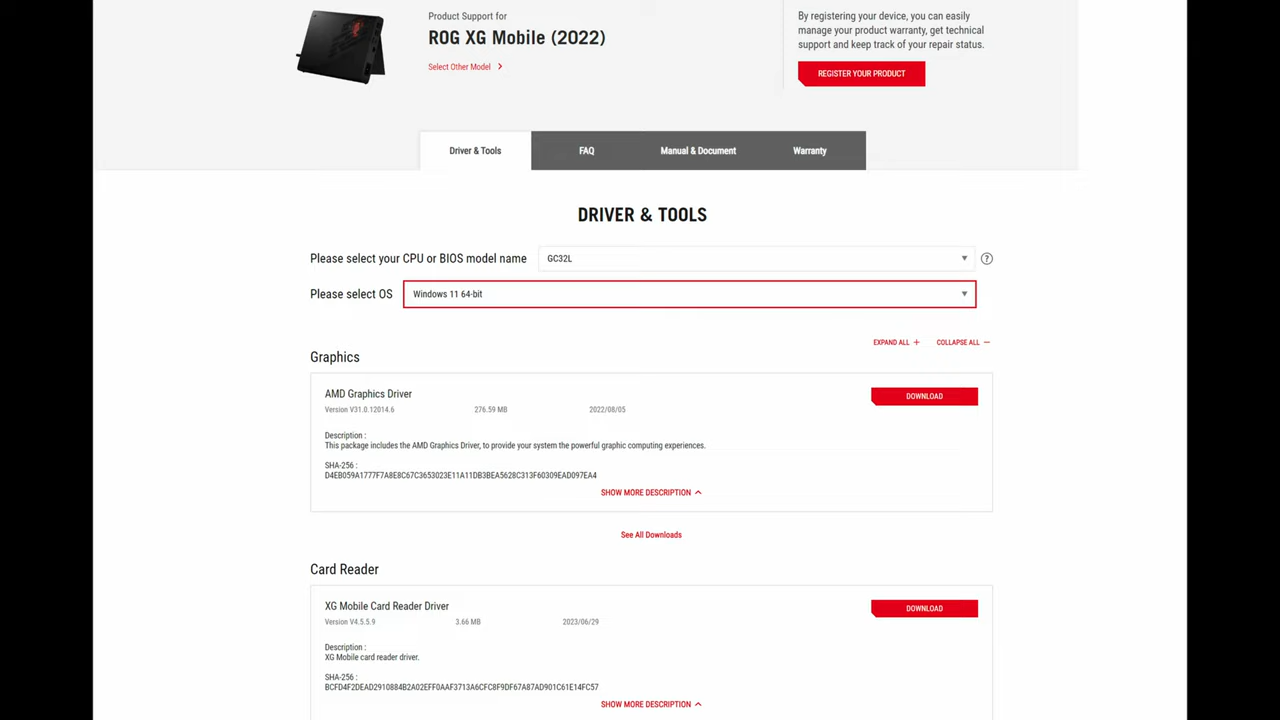 Product Support for
ROG XG Mobile (2022)
Select Other Model
By registering your device, you can easily
manage your product warranty, get technical
support and keep track of your repair status.
REGISTER YOUR PRODUCT
Driver & Tools
FAQ
Manual & Document
Warranty
DRIVER & TOOLS
Please select your CPU or BIOS model name
GC32L
?
Please select OS
Windows 11 64-bit
EXPAND ALL +
COLLAPSE ALL −
Graphics
AMD Graphics Driver
DOWNLOAD
Version V31.0.12014.6 276.59 MB 2022/08/05
Description :
This package includes the AMD Graphics Driver, to provide your system the powerful graphic computing experiences.
SHA-256 :
D4EB059A1777F7A8E8C67C3653023E11A11DB3BEA5628C313F60309EAD097EA4
SHOW MORE DESCRIPTION
See All Downloads
Card Reader
XG Mobile Card Reader Driver
DOWNLOAD
Version V4.5.5.9 3.66 MB 2023/06/29
Description :
XG Mobile card reader driver.
SHA-256 :
BCFD4F2DEAD2910884B2A02EFF0AAF3713A6CFC8F9DF67A87AD901C61E14FC57
SHOW MORE DESCRIPTION